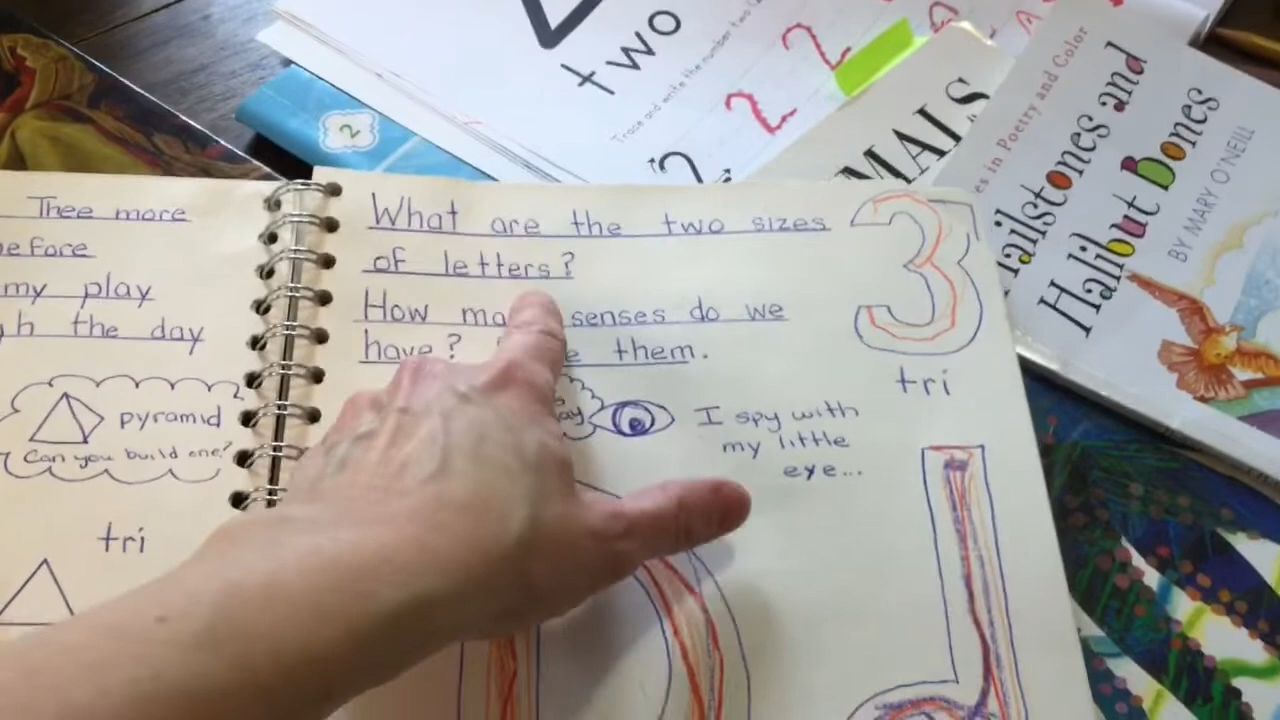 two
Trace and write the number two
2
2
2
2
MALS
es in Poetry and Color
Hailstones and
Halibut Bones
BY MARY O'NEILL
Thee more
before
my play
h the day
pyramid
Can you build one?
tri
What are the two sizes
of letters?
How senses do we
have? them.
3
tri
I spy with
my little
eye...